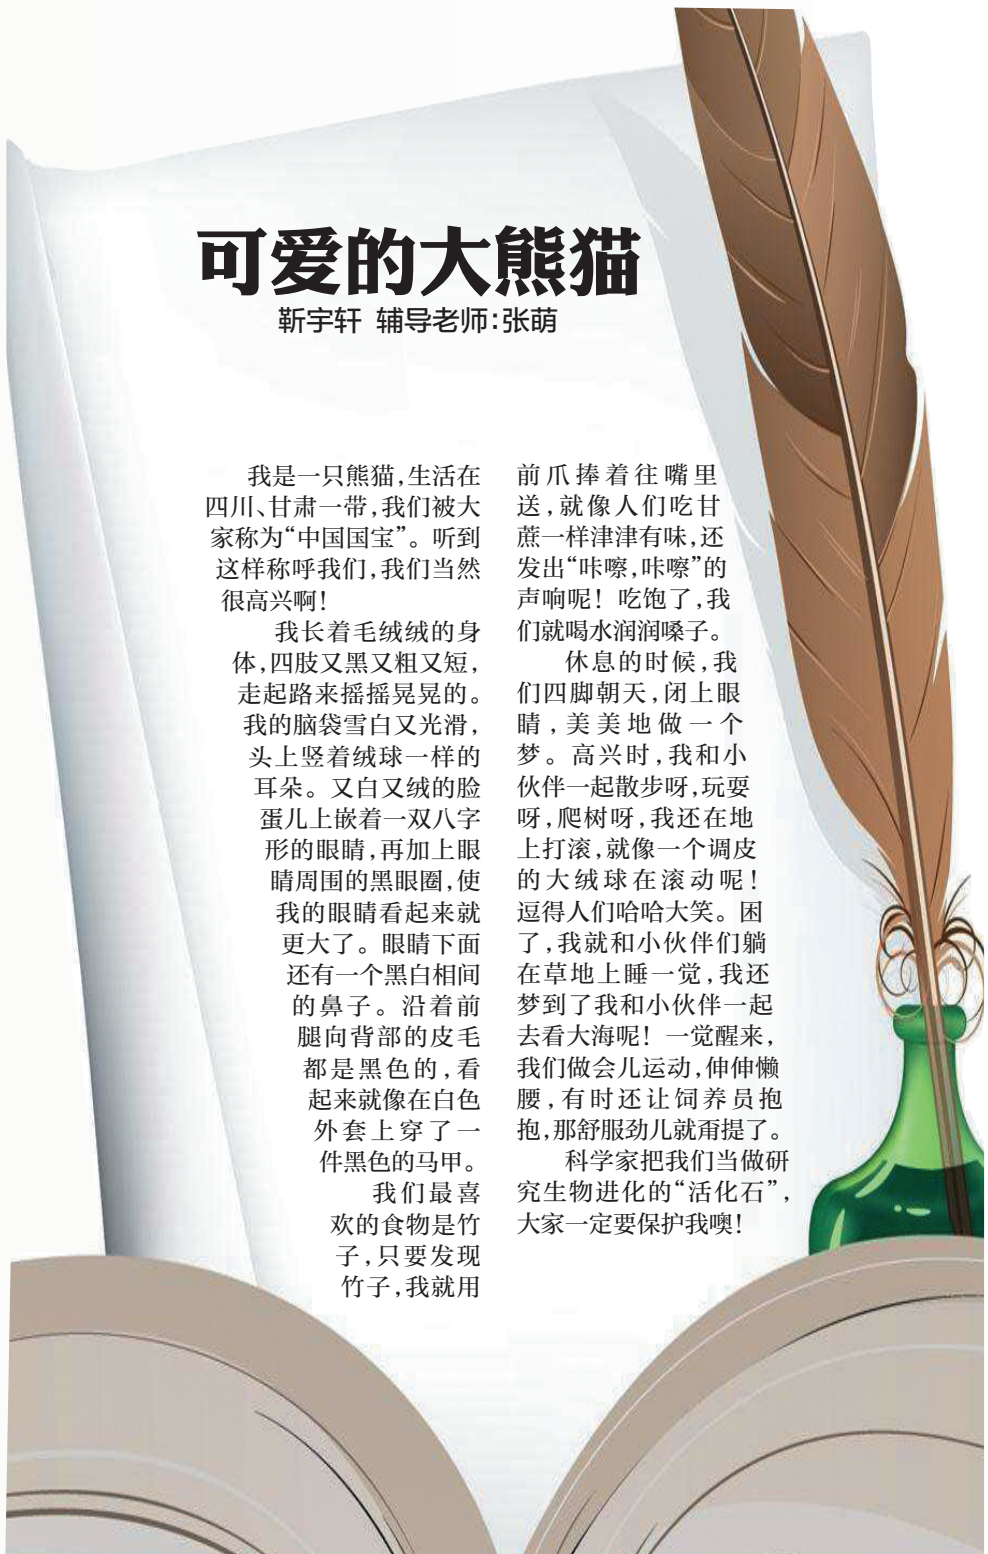 可爱的大熊猫
靳宇轩 辅导老师:张萌
我是一只熊猫,生活在
四川、甘肃一带,我们被大
家称为“中国国宝”。听到
这样称呼我们,我们当然
很高兴啊!
我长着毛绒绒的身
体,四肢又黑又粗又短,
走起路来摇摇晃晃的。
我的脑袋雪白又光滑,
头上竖着绒球一样的
耳朵。又白又绒的脸
蛋儿上嵌着一双八字
形的眼睛,再加上眼
睛周围的黑眼圈,使
我的眼睛看起来就
更大了。眼睛下面
还有一个黑白相间
的鼻子。沿着前
腿向背部的皮毛
都是黑色的,看
起来就像在白色
外套上穿了一
件黑色的马甲。
我们最喜
欢的食物是竹
子,只要发现
竹子,我就用
前爪捧着往嘴里
送,就像人们吃甘
蔗一样津津有味,还
发出“咔嚓,咔嚓”的
声响呢!吃饱了,我
们就喝水润润嗓子。
休息的时候,我
们四脚朝天,闭上眼
睛,美美地做一个
梦。高兴时,我和小
伙伴一起散步呀,玩耍
呀,爬树呀,我还在地
上打滚,就像一个调皮
的大绒球在滚动呢!
逗得人们哈哈大笑。困
了,我就和小伙伴们躺
在草地上睡一觉,我还
梦到了我和小伙伴一起
去看大海呢!一觉醒来,
我们做会儿运动,伸伸懒
腰,有时还让饲养员抱
抱,那舒服劲儿就甭提了。
科学家把我们当做研
究生物进化的“活化石”,
大家一定要保护我噢!